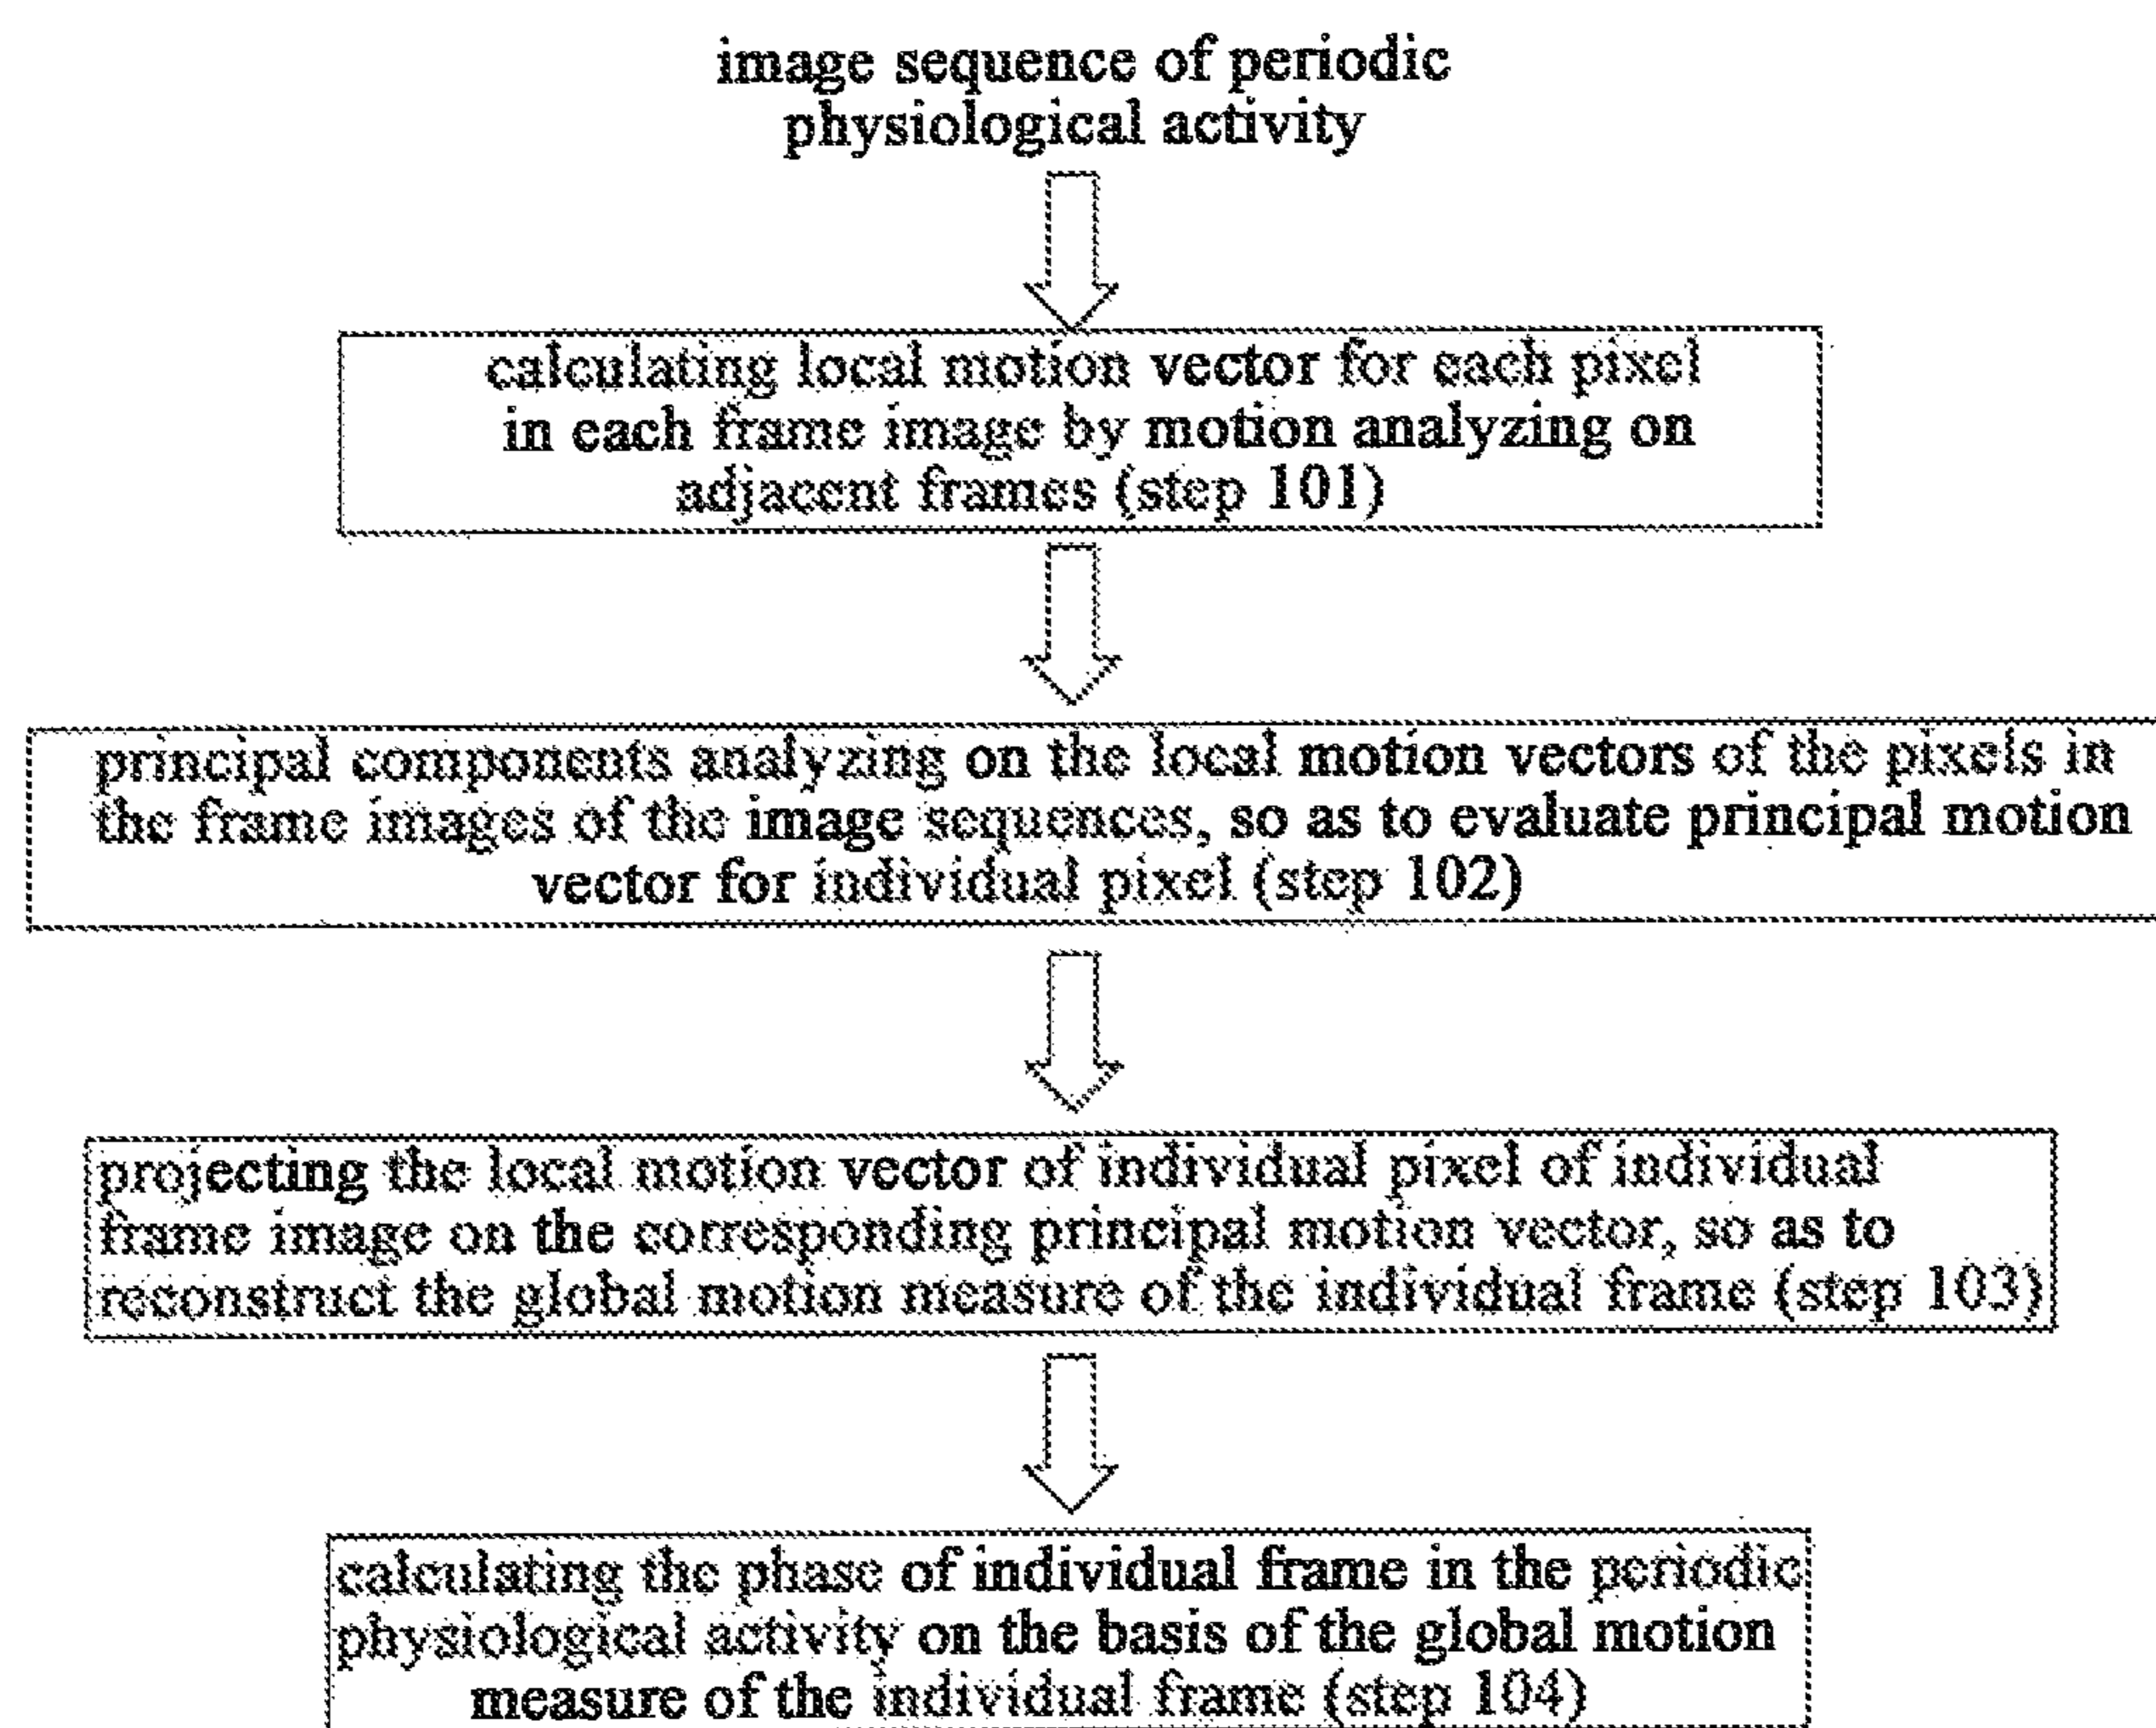 image sequence of periodic
physiological activity
calculating local motion vector for each pixel
in each frame image by motion analyzing on
adjacent frames (step 101)
principal components analyzing on the local motion vectors of the pixels in
the frame images of the image sequences, so as to evaluate principal motion
vector for individual pixel (step 102)
projecting the local motion vector of individual pixel of individual
frame image on the corresponding principal motion vector, so as to
reconstruct the global motion measure of the individual frame (step 103)
calculating the phase of individual frame in the periodic
physiological activity on the basis of the global motion
measure of the individual frame (step 104)